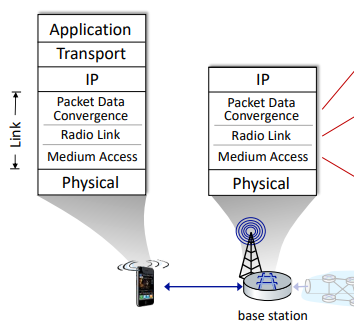 Application
Transport
IP
Packet Data
Convergence
Radio Link
Medium Access
Physical
Link
IP
Packet Data
Convergence
Radio Link
Medium Access
Physical
base station